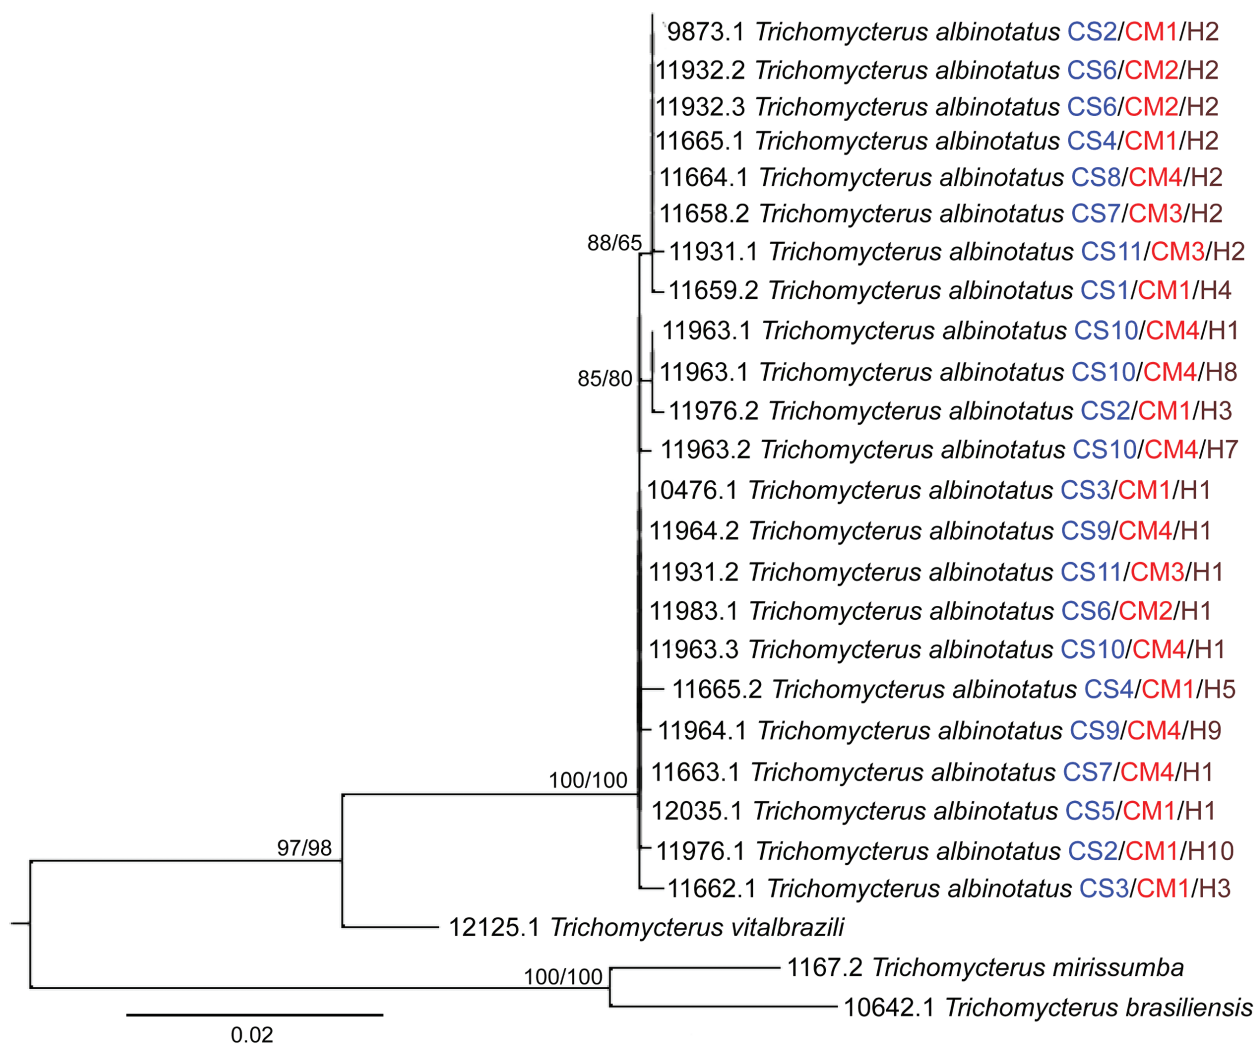 9873.1 Trichomycterus albinotatus CS2/CM1/H2
11932.2 Trichomycterus albinotatus CS6/CM2/H2
11932.3 Trichomycterus albinotatus CS6/CM2/H2
11665.1 Trichomycterus albinotatus CS4/CM1/H2
11664.1 Trichomycterus albinotatus CS8/CM4/H2
11658.2 Trichomycterus albinotatus CS7/CM3/H2
88/65
11931.1 Trichomycterus albinotatus CS11/CM3/H2
11659.2 Trichomycterus albinotatus CS1/CM1/H4
11963.1 Trichomycterus albinotatus CS10/CM4/H1
85/80
11963.1 Trichomycterus albinotatus CS10/CM4/H8
11976.2 Trichomycterus albinotatus CS2/CM1/H3
11963.2 Trichomycterus albinotatus CS10/CM4/H7
10476.1 Trichomycterus albinotatus CS3/CM1/H1
11964.2 Trichomycterus albinotatus CS9/CM4/H1
11931.2 Trichomycterus albinotatus CS11/CM3/H1
11983.1 Trichomycterus albinotatus CS6/CM2/H1
11963.3 Trichomycterus albinotatus CS10/CM4/H1
11665.2 Trichomycterus albinotatus CS4/CM1/H5
11964.1 Trichomycterus albinotatus CS9/CM4/H9
100/100
11663.1 Trichomycterus albinotatus CS7/CM4/H1
12035.1 Trichomycterus albinotatus CS5/CM1/H1
97/98
11976.1 Trichomycterus albinotatus CS2/CM1/H10
11662.1 Trichomycterus albinotatus CS3/CM1/H3
12125.1 Trichomycterus vitalbrazili
100/100
1167.2 Trichomycterus mirissumba
10642.1 Trichomycterus brasiliensis
0.02